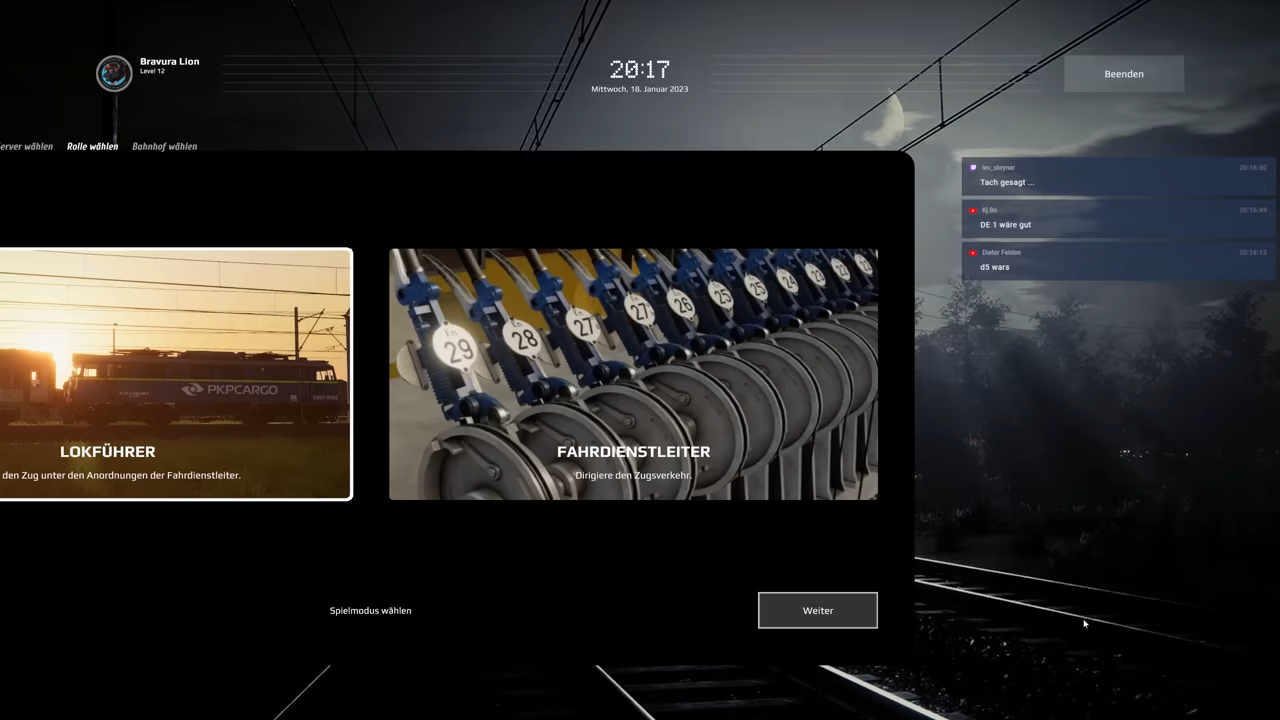 Bravura Lion
Level 12
20:17
Mittwoch, 18. Januar 2023
Beenden
erver wählen Rolle wählen Bahnhof wählen
lev_steyner 20:16:50
Tach gesagt ...
Kj Bo 20:16:49
DE 1 wäre gut
Dieter Felden 20:16:13
d5 wars
29
28
27
27
26
25
25
24
23
PKPCARGO
LOKFÜHRER
den Zug unter den Anordnungen der Fahrdienstleiter.
FAHRDIENSTLEITER
Dirigiere den Zugsverkehr.
Spielmodus wählen
Weiter